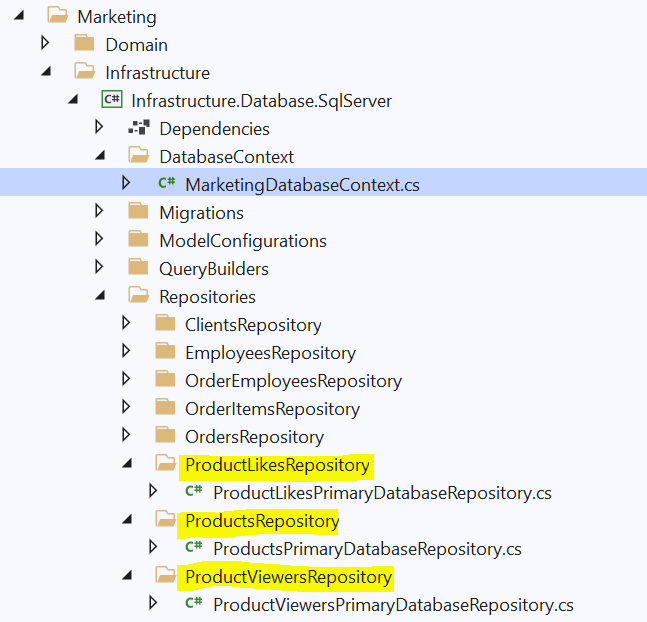 Marketing
Domain
Infrastructure
C# Infrastructure.Database.SqlServer
Dependencies
DatabaseContext
C# MarketingDatabaseContext.cs
Migrations
ModelConfigurations
QueryBuilders
Repositories
ClientsRepository
EmployeesRepository
OrderEmployeesRepository
OrderItemsRepository
OrdersRepository
ProductLikesRepository
C# ProductLikesPrimaryDatabaseRepository.cs
ProductsRepository
C# ProductsPrimaryDatabaseRepository.cs
ProductViewersRepository
C# ProductViewersPrimaryDatabaseRepository.cs